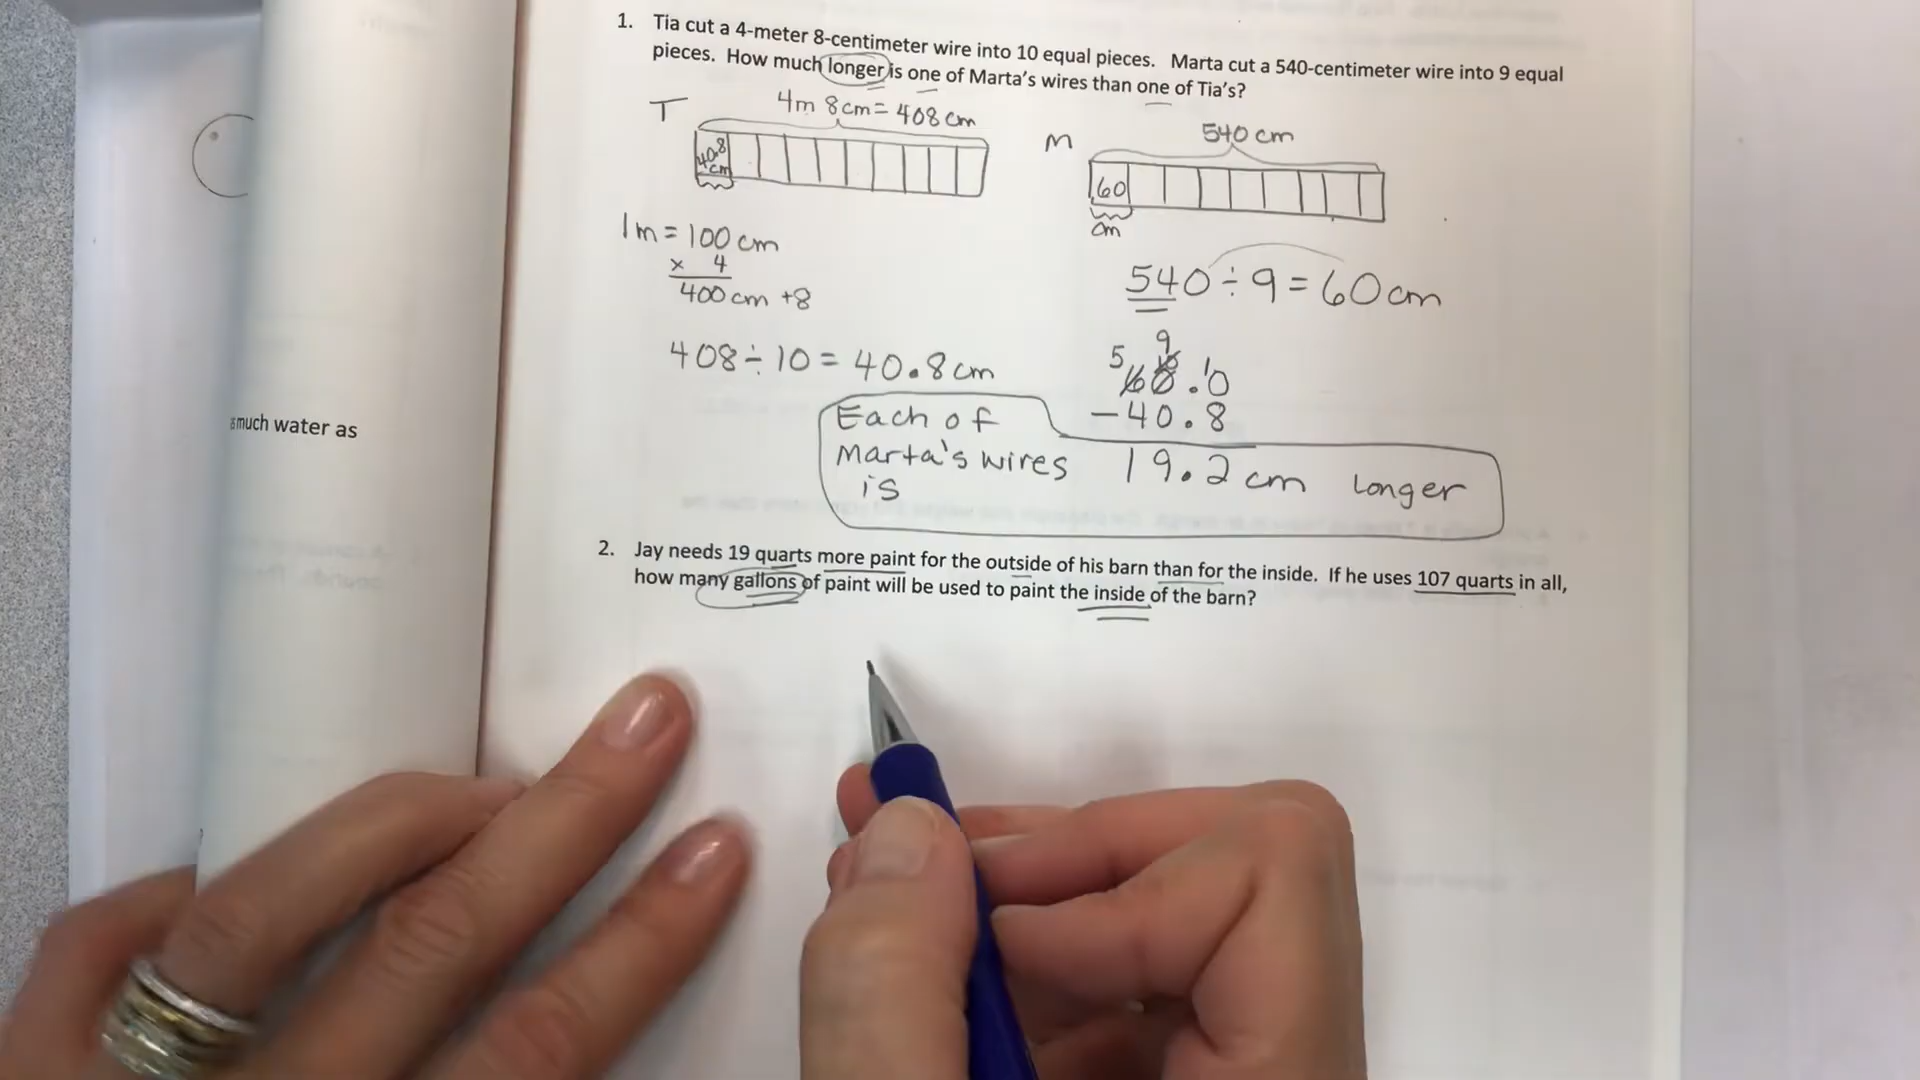 1. Tia cut a 4-meter 8-centimeter wire into 10 equal pieces. Marta cut a 540-centimeter wire into 9 equal
pieces. How much longer is one of Marta's wires than one of Tia's?
T
4m 8cm = 408 cm
40.8
cm
M
540 cm
60
cm
1m = 100 cm
x 4
400 cm +8
540 ÷ 9 = 60 cm
408 ÷ 10 = 40.8 cm
5 9 1
60.0
- 40.8
19.2 cm longer
Each of
Marta's wires
is
much water as
2. Jay needs 19 quarts more paint for the outside of his barn than for the inside. If he uses 107 quarts in all,
how many gallons of paint will be used to paint the inside of the barn?